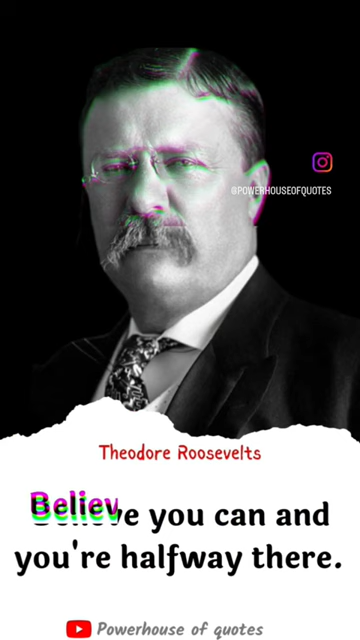 @POWERHOUSEOFQUOTES
Theodore Roosevelts
Believe you can and
you're halfway there.
Powerhouse of quotes